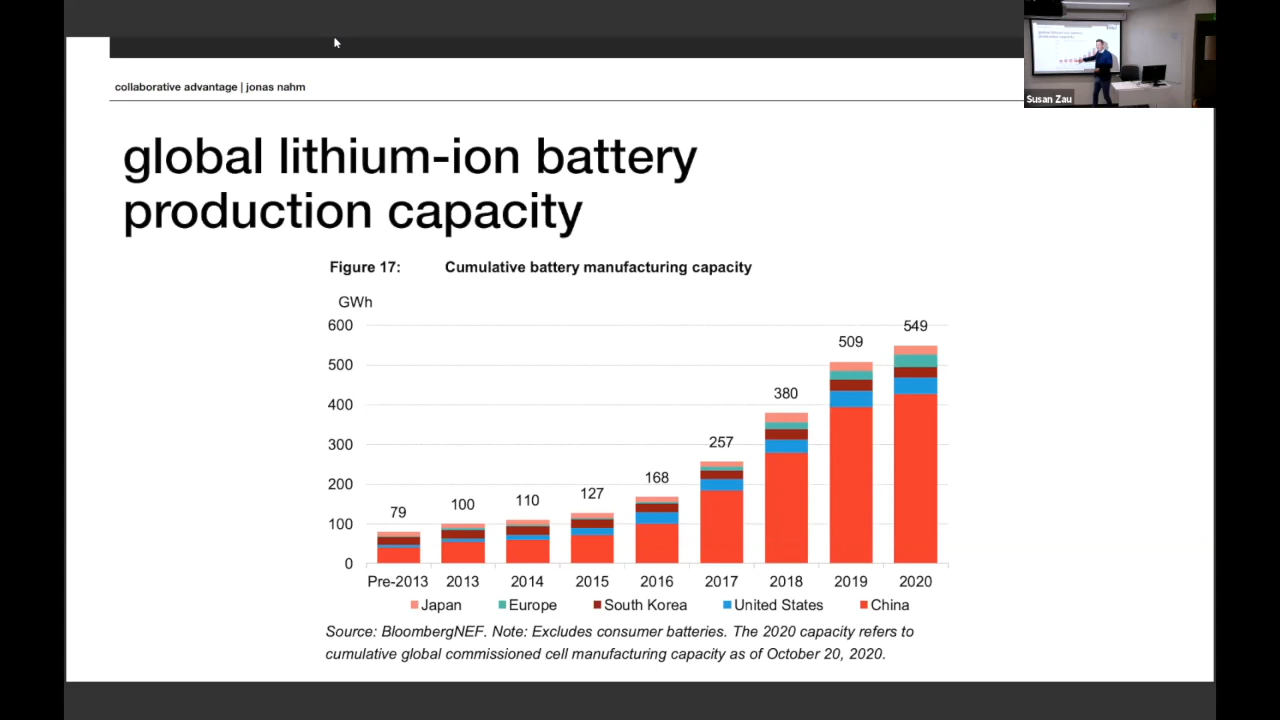 collaborative advantage | jonas nahm
Susan Zau
global lithium-ion battery
production capacity
Figure 17: Cumulative battery manufacturing capacity
GWh
600
500
400
300
200
100
0
79
100
110
127
168
257
380
509
549
Pre-2013 2013 2014 2015 2016 2017 2018 2019 2020
Japan Europe South Korea United States China
Source: BloombergNEF. Note: Excludes consumer batteries. The 2020 capacity refers to
cumulative global commissioned cell manufacturing capacity as of October 20, 2020.